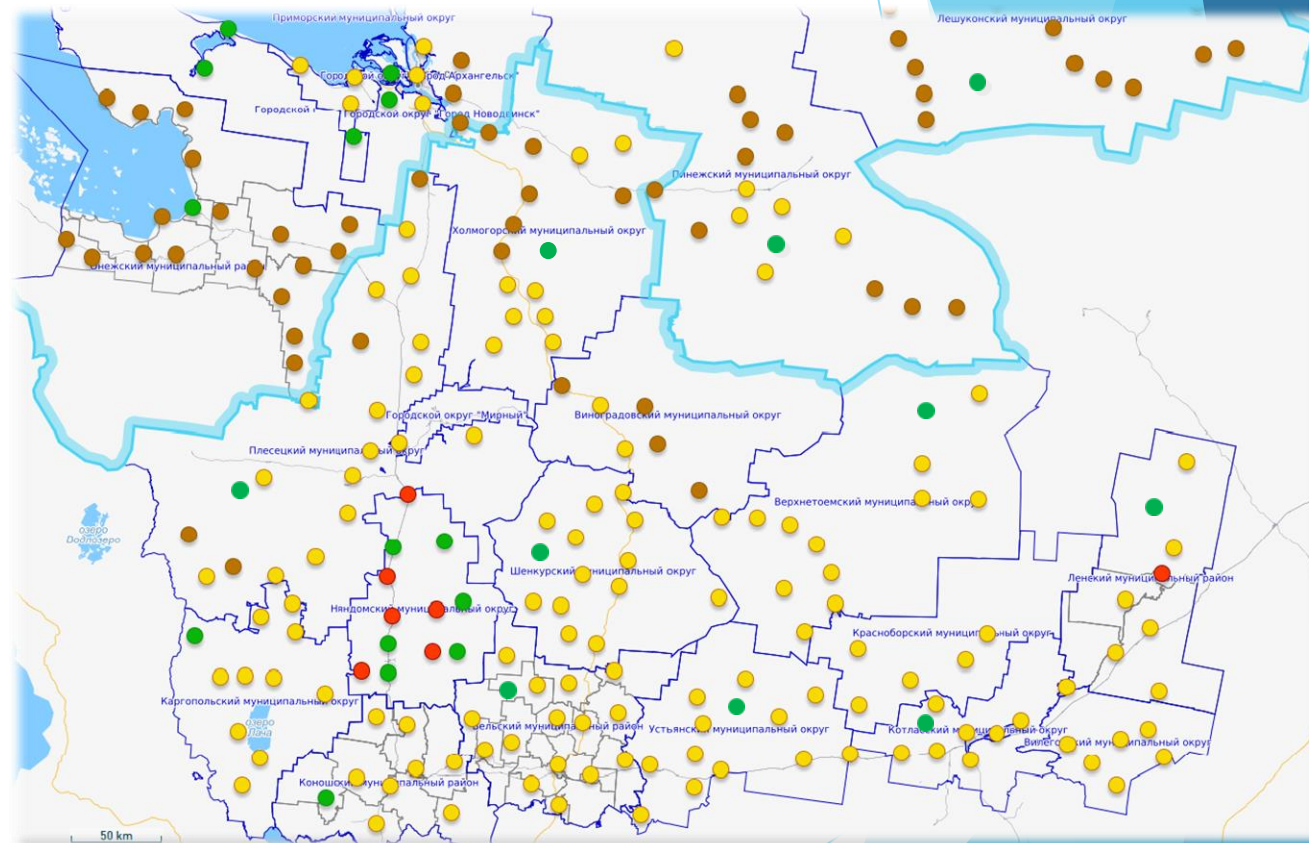 Приморский муниципальный округ
Лешуконский муниципальный округ
Городской округ "Город Архангельск"
Городской
Городской округ "Город Новодвинск"
Пинежский муниципальный округ
Холмогорский муниципальный округ
Онежский муниципальный район
Городской округ "Мирный"
Виноградовский муниципальный округ
Плесецкий муниципальный округ
Верхнетоемский муниципальный округ
озеро
Додлозеро
Шенкурский муниципальный округ
Ленский муниципальный район
Няндомский муниципальный округ
Красноборский муниципальный округ
Каргопольский муниципальный округ
озеро
Лача
Вельский муниципальный район
Устьянский муниципальный округ
Котласский муниципальный округ
Вилегодский муниципальный округ
Коношский муниципальный район
50 km